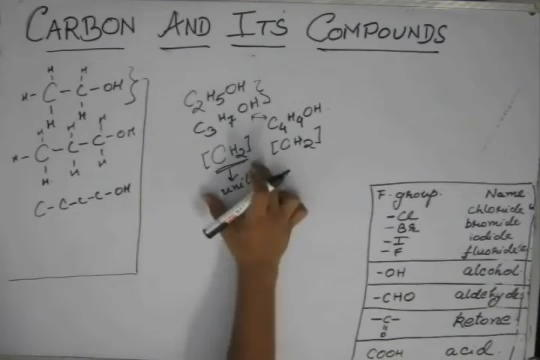 CARBON AND ITS COMPOUNDS
H H
H-C-C-OH
H H
H H H
H-C-C-C-OH
H H H
C-C-C-C-OH
C2H5OH
C3H7OH ↔ C4H9OH
[CH2] [CH2]
F-group Name
-Cl chloride
-Br bromide
-I iodide
-F fluoride
-OH alcohol
-CHO aldehyde
-C- ketone
O
COOH acid